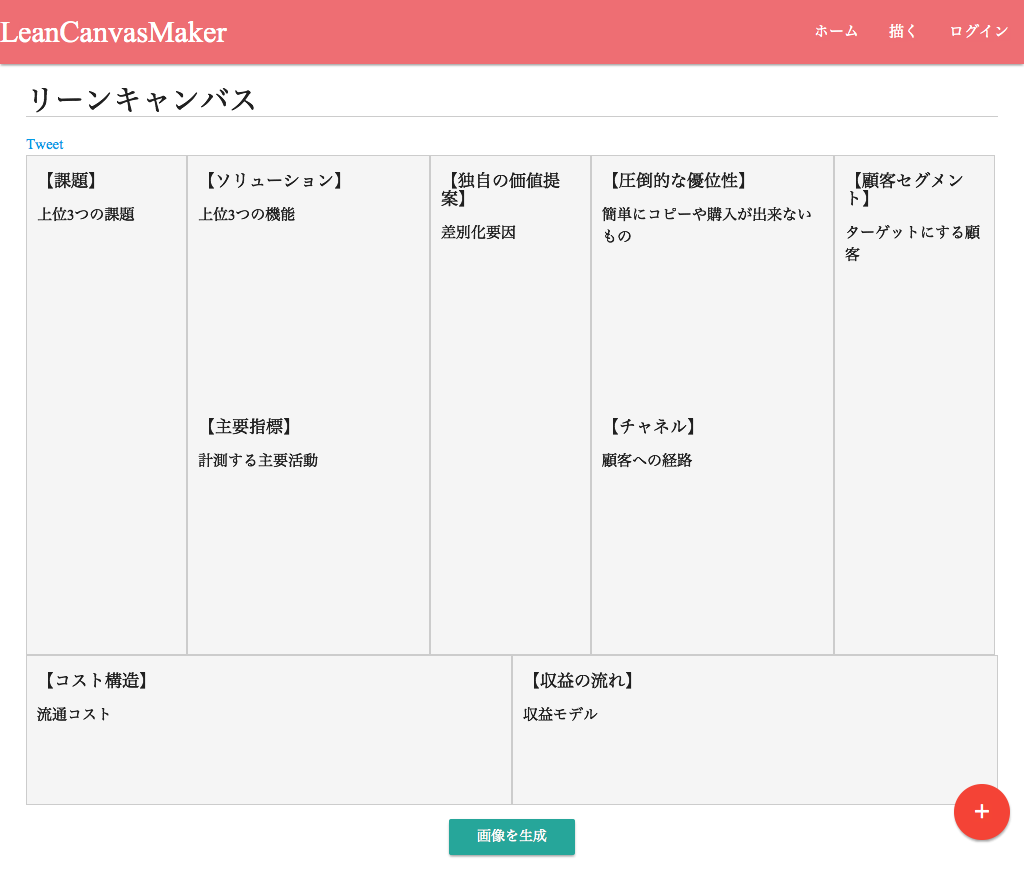 LeanCanvasMaker
ホーム 描く ログイン
リーンキャンバス
Tweet
【課題】
上位3つの課題
【ソリューション】
上位3つの機能
【主要指標】
計測する主要活動
【独自の価値提
案】
差別化要因
【圧倒的な優位性】
簡単にコピーや購入が出来ない
もの
【チャネル】
顧客への経路
【顧客セグメン
ト】
ターゲットにする顧
客
【コスト構造】
流通コスト
【収益の流れ】
収益モデル
+
画像を生成